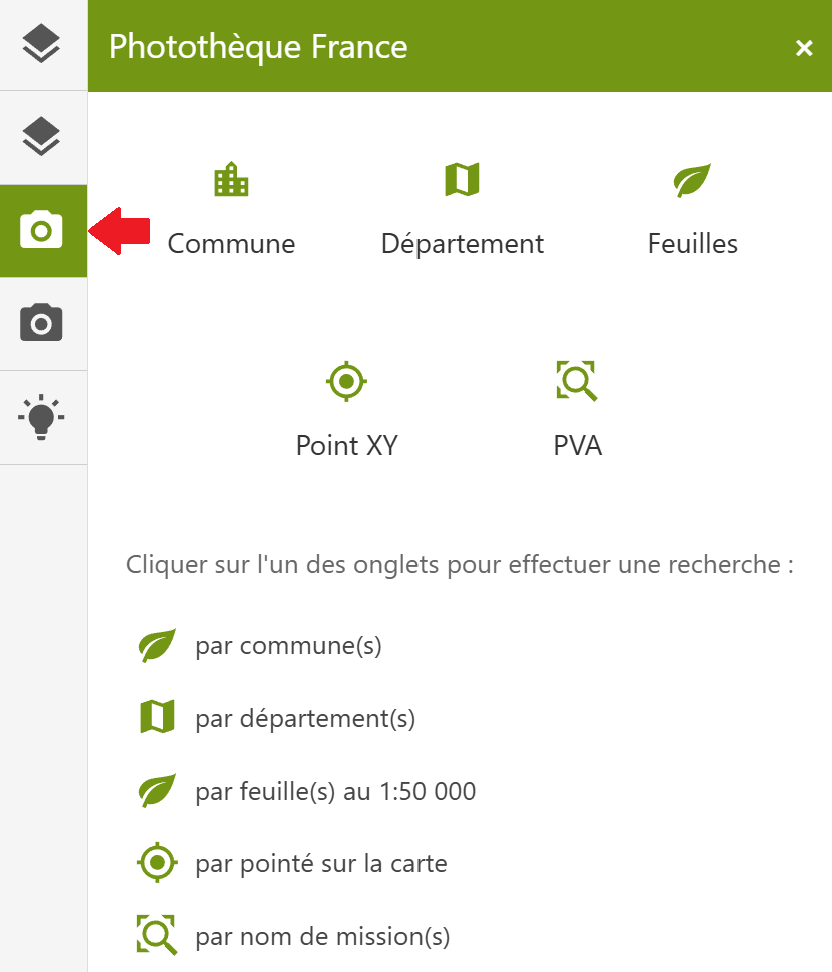 Photothèque France
Commune Département Feuilles
Point XY PVA
Cliquer sur l'un des onglets pour effectuer une recherche :
par commune(s)
par département(s)
par feuille(s) au 1:50 000
par pointé sur la carte
par nom de mission(s)